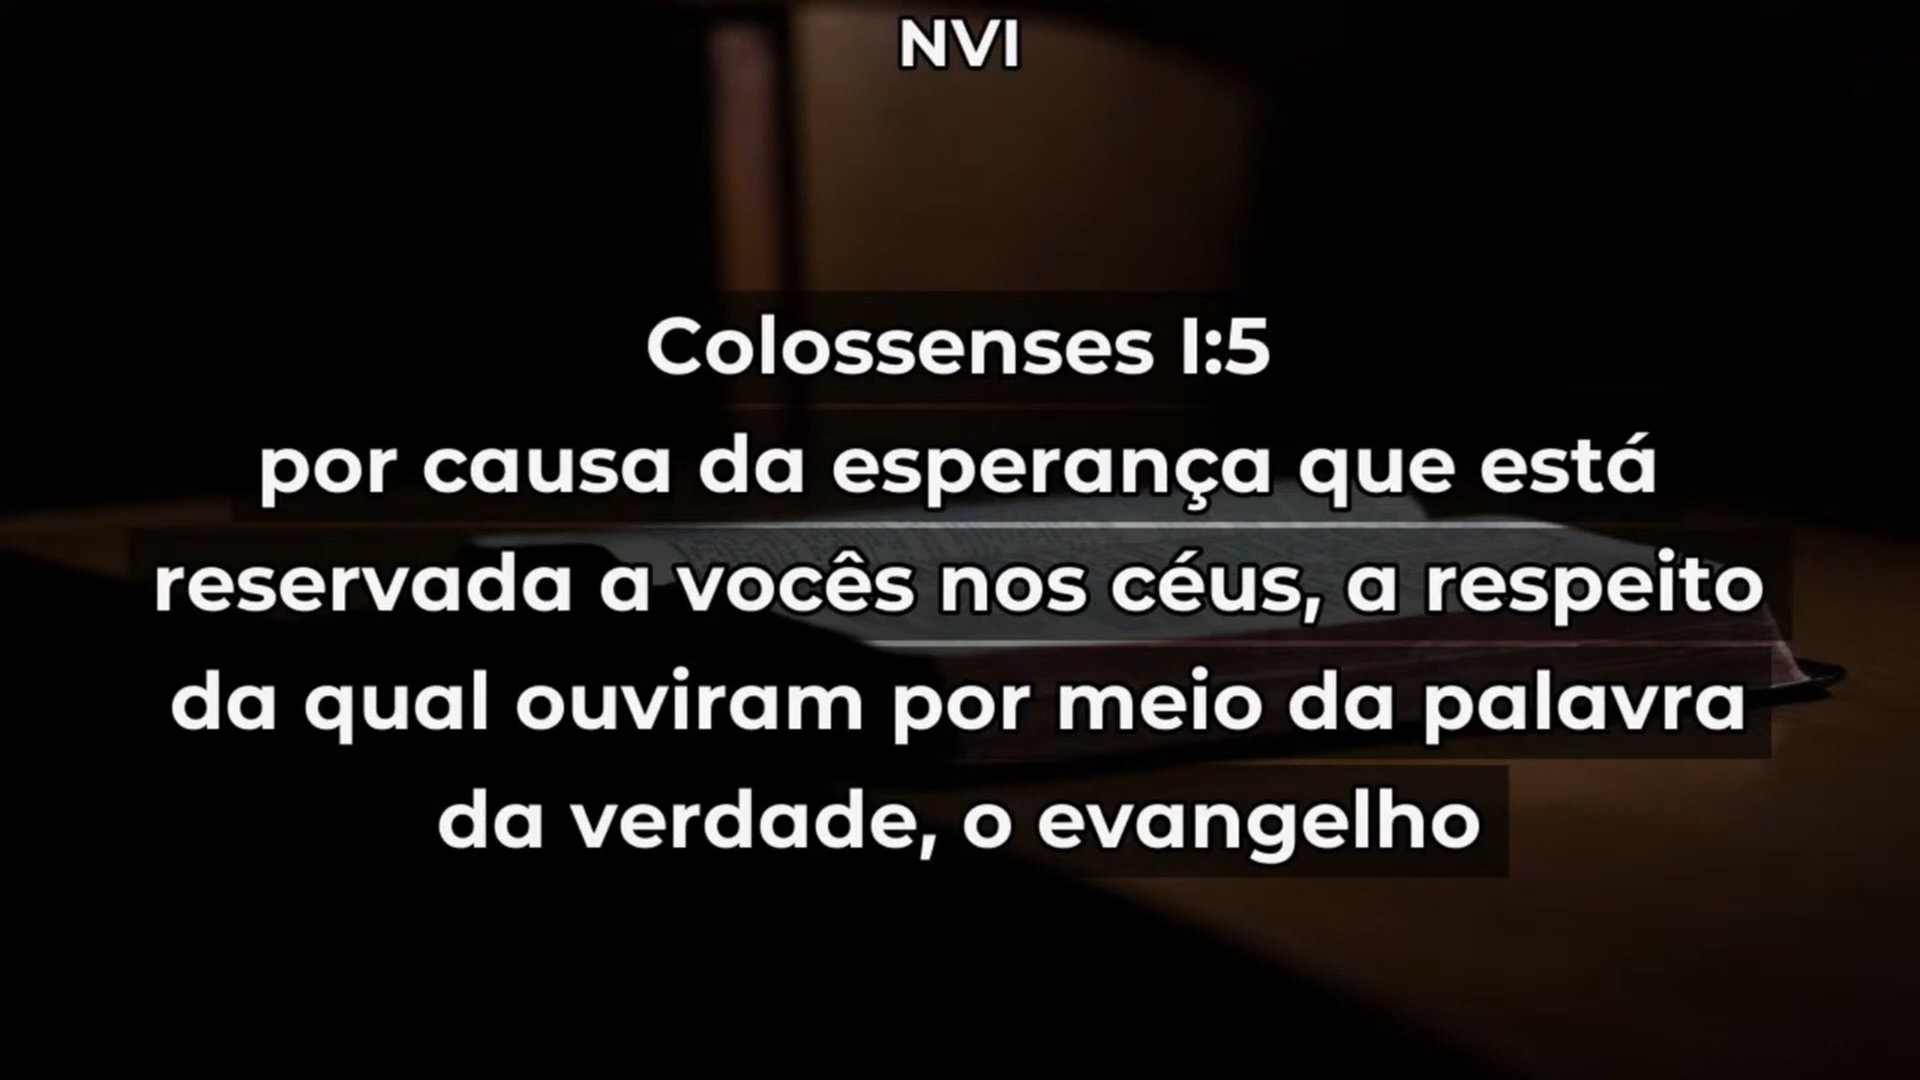 NVI
Colossenses 1:5
por causa da esperança que está
reservada a vocês nos céus, a respeito
da qual ouviram por meio da palavra
da verdade, o evangelho